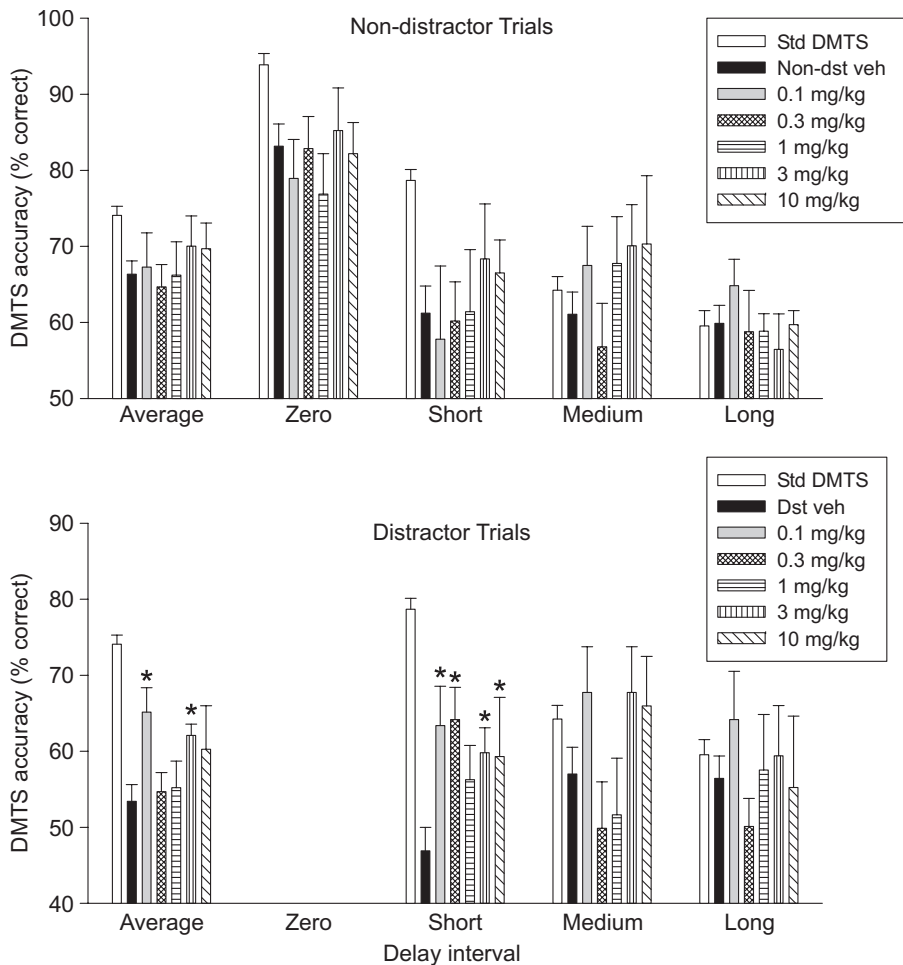 Non-distractor Trials
DMTS accuracy (% correct)
100
90
80
70
60
50
Average Zero Short Medium Long
Std DMTS
Non-dst veh
0.1 mg/kg
0.3 mg/kg
1 mg/kg
3 mg/kg
10 mg/kg
Distractor Trials
DMTS accuracy (% correct)
90
80
70
60
50
40
* * * * * *
Average Zero Short Medium Long
Delay interval
Std DMTS
Dst veh
0.1 mg/kg
0.3 mg/kg
1 mg/kg
3 mg/kg
10 mg/kg